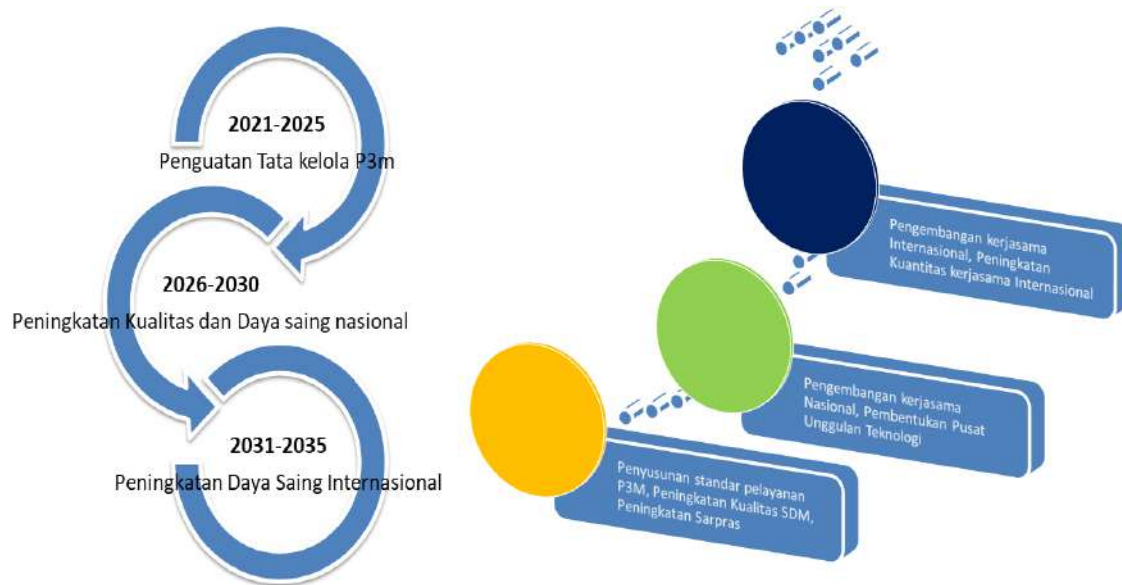 2021-2025
Penguatan Tata kelola P3m
2026-2030
Peningkatan Kualitas dan Daya saing nasional
2031-2035
Peningkatan Daya Saing Internasional
Pengembangan kerjasama
Internasional, Peningkatan
Kuantitas kerjasama Internasional
Pengembangan kerjasama
Nasional, Pembentukan Pusat
Unggulan Teknologi
Penyusunan standar pelayanan
P3M, Peningkatan Kualitas SDM,
Peningkatan Sarpras